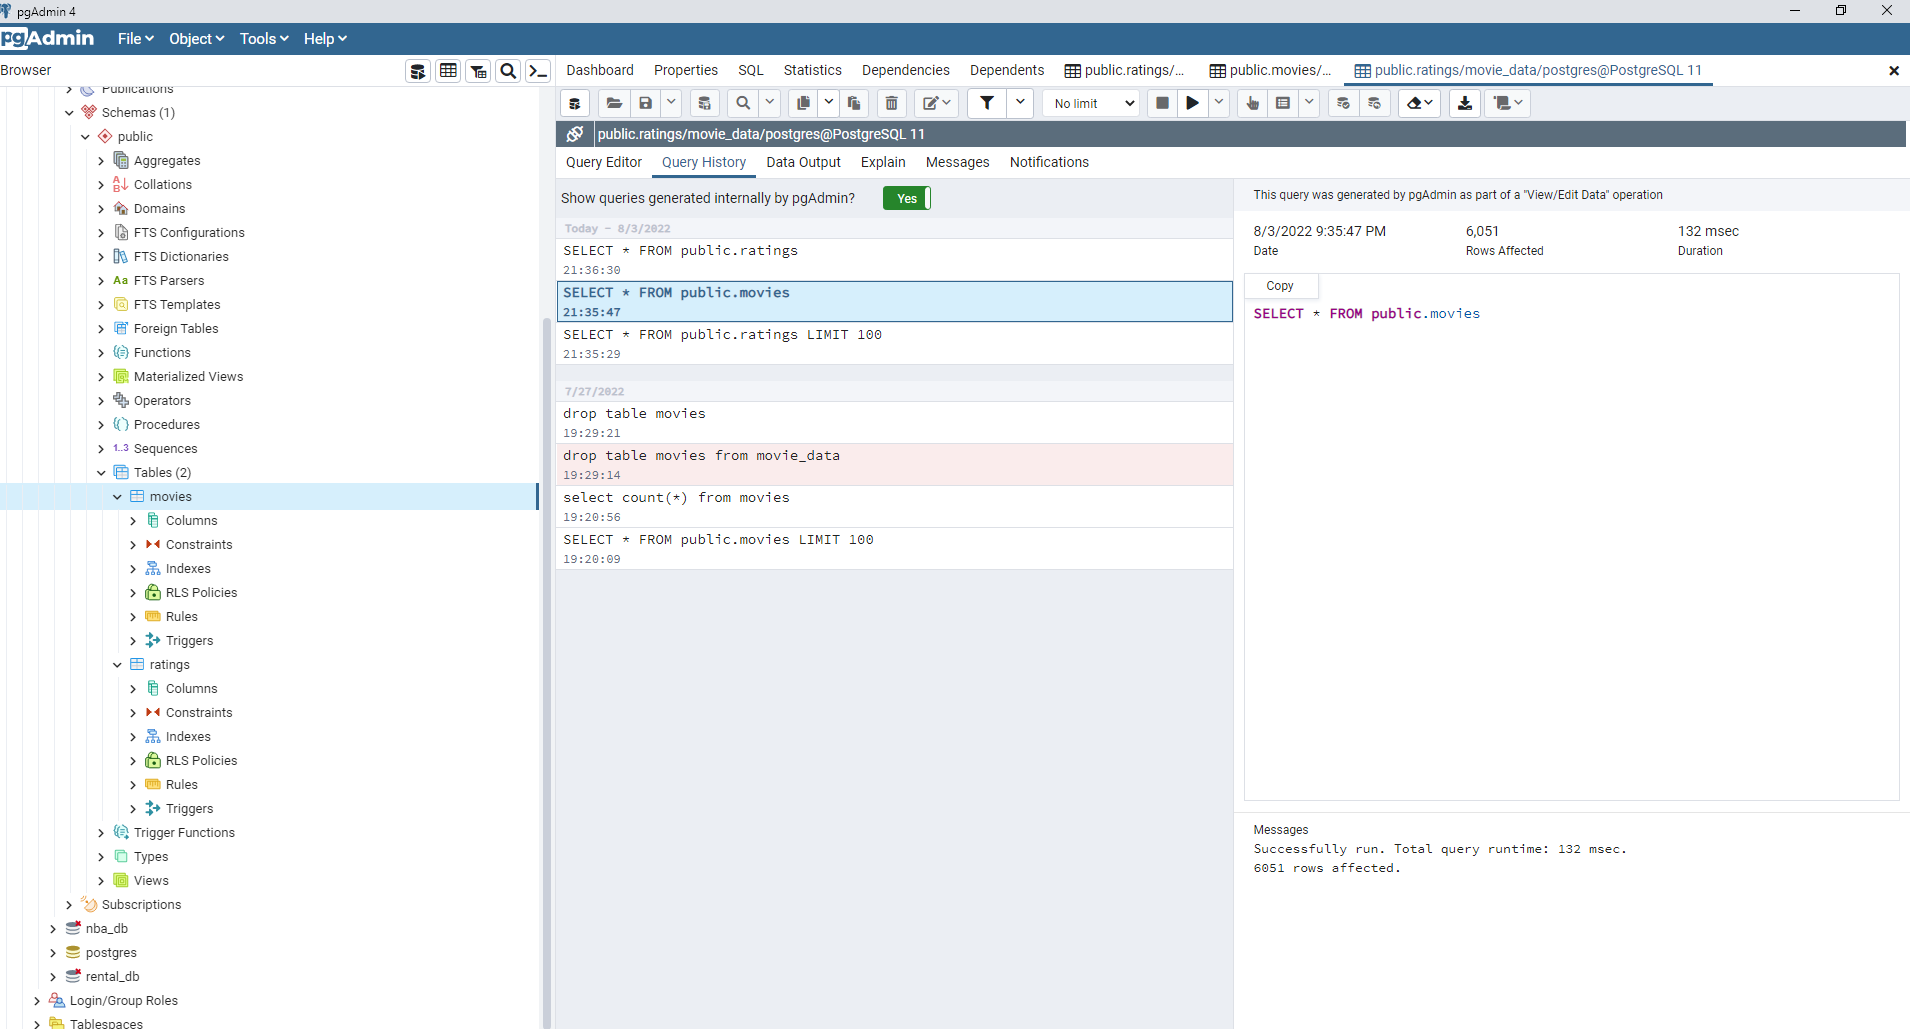 pgAdmin 4
pgAdmin File Object Tools Help
Browser
Dashboard Properties SQL Statistics Dependencies Dependents public.ratings/... public.movies/... public.ratings/movie_data/postgres@PostgreSQL 11
No limit
public.ratings/movie_data/postgres@PostgreSQL 11
Query Editor Query History Data Output Explain Messages Notifications
Publications
Schemas (1)
public
Aggregates
Collations
Domains
FTS Configurations
FTS Dictionaries
Aa FTS Parsers
FTS Templates
Foreign Tables
Functions
Materialized Views
Operators
Procedures
1..3 Sequences
Tables (2)
movies
Columns
Constraints
Indexes
RLS Policies
Rules
Triggers
ratings
Columns
Constraints
Indexes
RLS Policies
Rules
Triggers
Trigger Functions
Types
Views
Subscriptions
nba_db
postgres
rental_db
Login/Group Roles
Tablespaces
Show queries generated internally by pgAdmin? Yes
Today - 8/3/2022
SELECT * FROM public.ratings
21:36:30
SELECT * FROM public.movies
21:35:47
SELECT * FROM public.ratings LIMIT 100
21:35:29
7/27/2022
drop table movies
19:29:21
drop table movies from movie_data
19:29:14
select count(*) from movies
19:20:56
SELECT * FROM public.movies LIMIT 100
19:20:09
This query was generated by pgAdmin as part of a "View/Edit Data" operation
8/3/2022 9:35:47 PM 6,051 132 msec
Date Rows Affected Duration
Copy
SELECT * FROM public.movies
Messages
Successfully run. Total query runtime: 132 msec.
6051 rows affected.